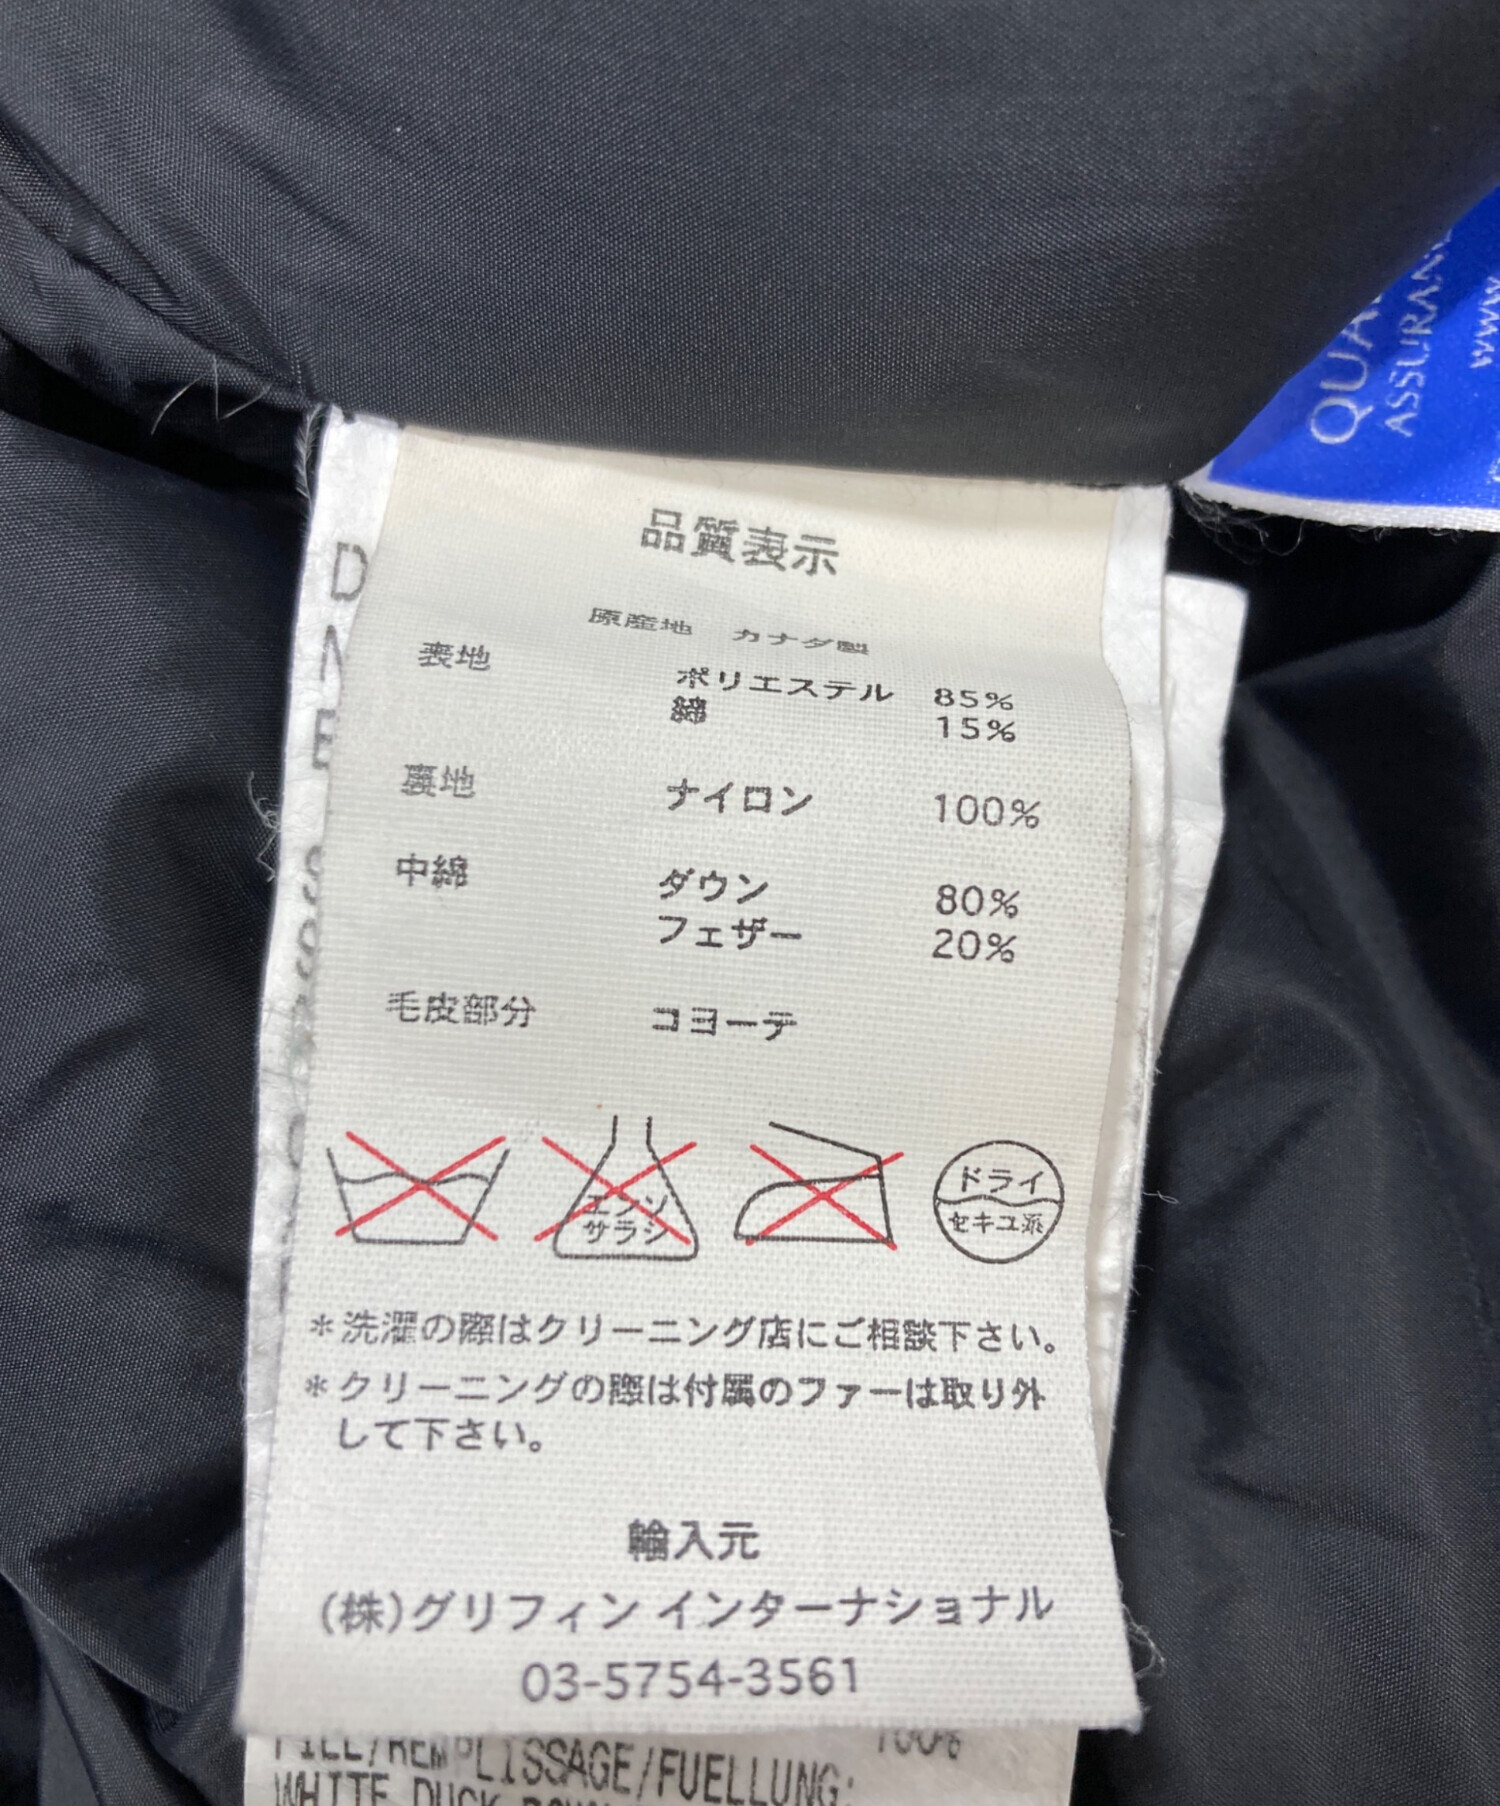 品質表示
原産地 カナダ製
表地 ポリエステル 85%
綿 15%
裏地 ナイロン 100%
中綿 ダウン 80%
フェザー 20%
毛皮部分 コヨーテ
エンソ
サラシ
ドライ
セキユ系
＊洗濯の際はクリーニング店にご相談下さい。
＊クリーニングの際は付属のファーは取り外
して下さい。
輸入元
(株)グリフィン インターナショナル
03-5754-3561
100%
FILL/REMPLISSAGE/FUELLUNG:
WHITE DUCK